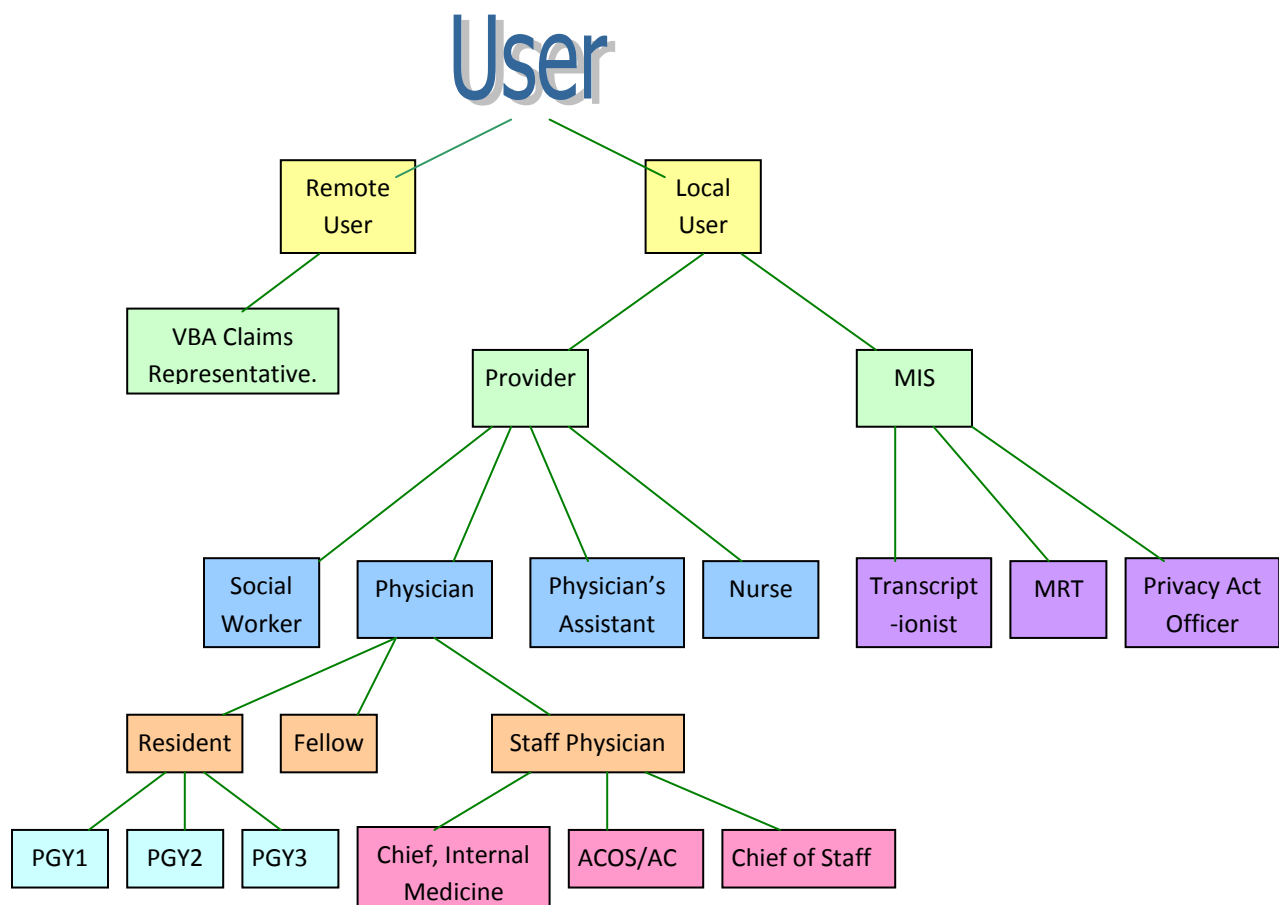 User
Remote
User
Local
User
VBA Claims
Representative.
Provider
MIS
Social
Worker
Physician
Physician’s
Assistant
Nurse
Transcript
-ionist
MRT
Privacy Act
Officer
Resident
Fellow
Staff Physician
PGY1
PGY2
PGY3
Chief, Internal
Medicine
ACOS/AC
Chief of Staff